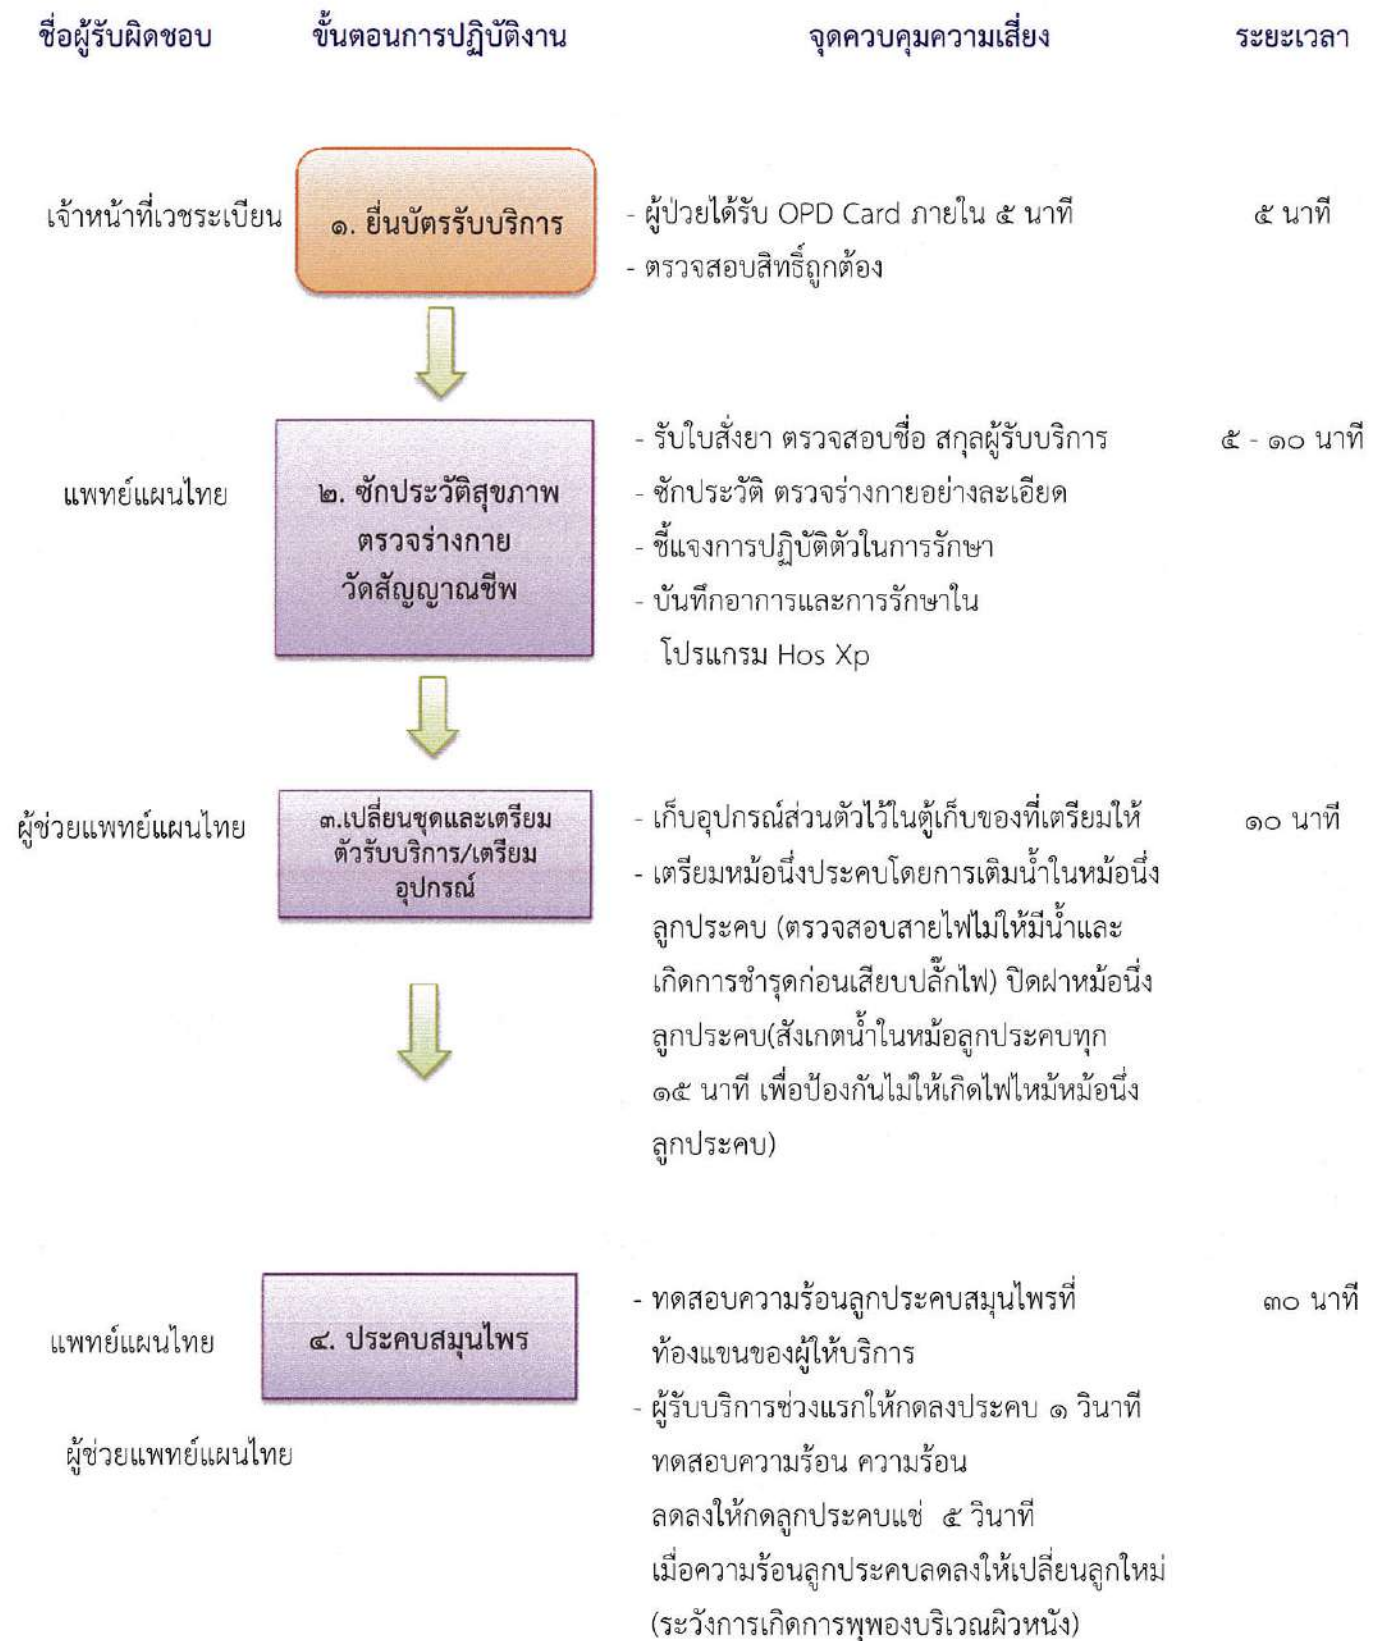 ชื่อผู้รับผิดชอบ ขั้นตอนการปฏิบัติงาน จุดควบคุมความเสี่ยง ระยะเวลา
เจ้าหน้าที่เวชระเบียน
๑. ยื่นบัตรรับบริการ
- ผู้ป่วยได้รับ OPD Card ภายใน ๕ นาที
- ตรวจสอบสิทธิ์ถูกต้อง
๕ นาที
แพทย์แผนไทย
๒. ซักประวัติสุขภาพ
ตรวจร่างกาย
วัดสัญญาณชีพ
- รับใบสั่งยา ตรวจสอบชื่อ สกุลผู้รับบริการ
- ซักประวัติ ตรวจร่างกายอย่างละเอียด
- ชี้แจงการปฏิบัติตัวในการรักษา
- บันทึกอาการและการรักษาใน
โปรแกรม Hos Xp
๕ - ๑๐ นาที
ผู้ช่วยแพทย์แผนไทย
๓.เปลี่ยนชุดและเตรียม
ตัวรับบริการ/เตรียม
อุปกรณ์
- เก็บอุปกรณ์ส่วนตัวไว้ในตู้เก็บของที่เตรียมให้
- เตรียมหม้อนึ่งประคบโดยการเติมน้ำในหม้อนึ่ง
ลูกประคบ (ตรวจสอบสายไฟไม่ให้มีน้ำและ
เกิดการชำรุดก่อนเสียบปลั๊กไฟ) ปิดฝาหม้อนึ่ง
ลูกประคบ(สังเกตน้ำในหม้อลูกประคบทุก
๑๕ นาที เพื่อป้องกันไม่ให้เกิดไฟไหม้หม้อนึ่ง
ลูกประคบ)
๑๐ นาที
แพทย์แผนไทย
ผู้ช่วยแพทย์แผนไทย
๔. ประคบสมุนไพร
- ทดสอบความร้อนลูกประคบสมุนไพรที่
ท้องแขนของผู้ให้บริการ
- ผู้รับบริการช่วงแรกให้กดลงประคบ ๑ วินาที
ทดสอบความร้อน ความร้อน
ลดลงให้กดลูกประคบแช่ ๕ วินาที
เมื่อความร้อนลูกประคบลดลงให้เปลี่ยนลูกใหม่
(ระวังการเกิดการพุพองบริเวณผิวหนัง)
๓๐ นาที